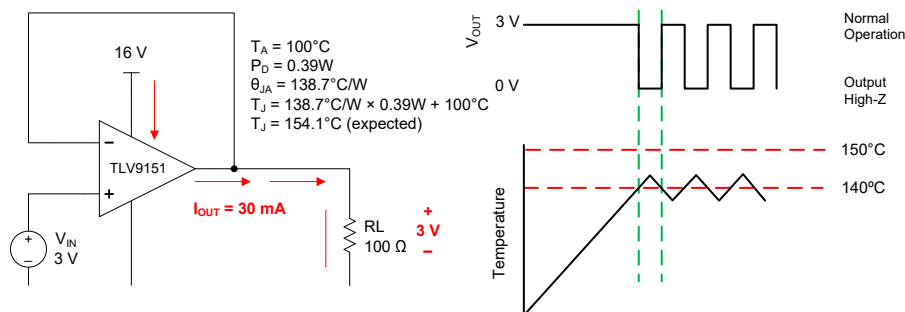 16 V
T_A = 100°C
P_D = 0.39W
θ_JA = 138.7°C/W
T_J = 138.7°C/W × 0.39W + 100°C
T_J = 154.1°C (expected)
–
TLV9151
+
I_OUT = 30 mA
+
V_IN
3 V
–
RL
100 Ω
+
3 V
–
V_OUT
3 V
0 V
Normal
Operation
Output
High-Z
150°C
140ºC
Temperature